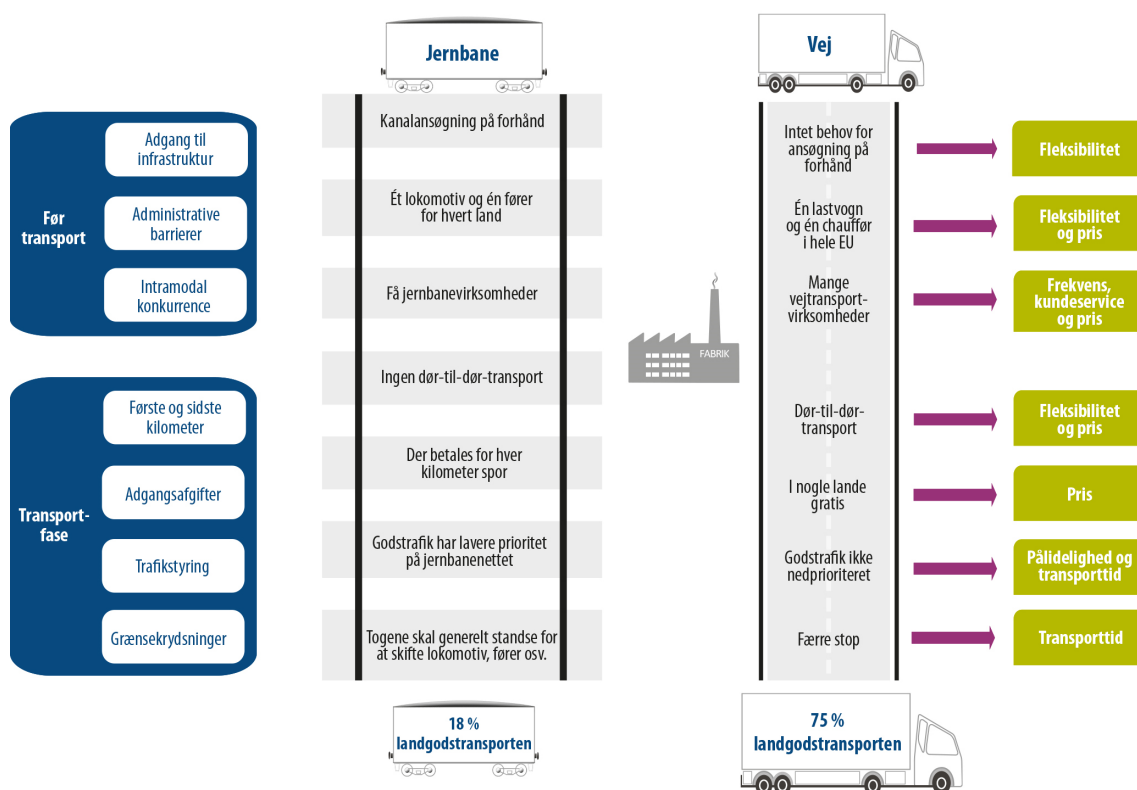 Jernbane
Vej
Før
transport
Adgang til
infrastruktur
Kanalansøgning på forhånd
Intet behov for
ansøgning på
forhånd
Fleksibilitet
Administrative
barrierer
Ét lokomotiv og én fører
for hvert land
Én lastvogn
og én chauffør
i hele EU
Fleksibilitet
og pris
Intramodal
konkurrence
Få jernbanevirksomheder
Mange
vejtransport-
virksomheder
Frekvens,
kundeservice
og pris
FABRIK
Transport-
fase
Første og sidste
kilometer
Ingen dør-til-dør-transport
Dør-til-dør-
transport
Fleksibilitet
og pris
Adgangsafgifter
Der betales for hver
kilometer spor
I nogle lande
gratis
Pris
Trafikstyring
Godstrafik har lavere prioritet
på jernbanenettet
Godstrafik ikke
nedprioriteret
Pålidelighed og
transporttid
Grænsekrydsninger
Togene skal generelt standse for
at skifte lokomotiv, fører osv.
Færre stop
Transporttid
18 %
landgodstransporten
75 %
landgodstransporten